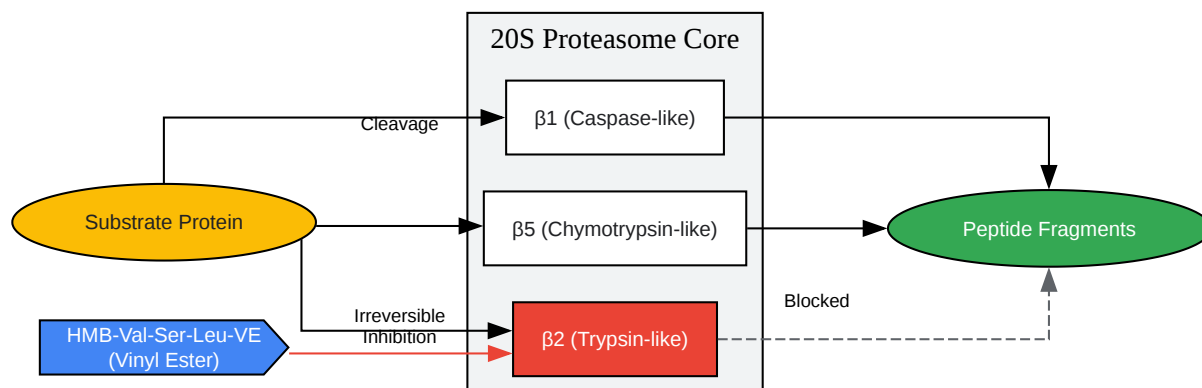 20S Proteasome Core
β1 (Caspase-like)
Cleavage
Substrate Protein
β5 (Chymotrypsin-like)
Peptide Fragments
Irreversible
Inhibition
Blocked
HMB-Val-Ser-Leu-VE
(Vinyl Ester)
β2 (Trypsin-like)